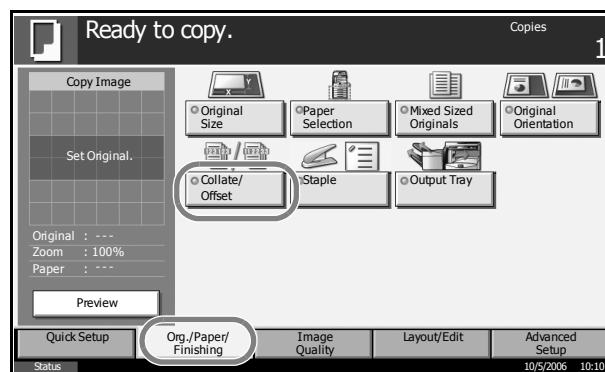 Ready to copy.
Copies
1
Copy Image
Set Original.
Original : ---
Zoom : 100%
Paper : ---
Preview
Original
Size
Paper
Selection
Mixed Sized
Originals
Original
Orientation
Collate/
Offset
Staple
Output Tray
Quick Setup
Org./Paper/
Finishing
Image
Quality
Layout/Edit
Advanced
Setup
Status
10/5/2006 10:10